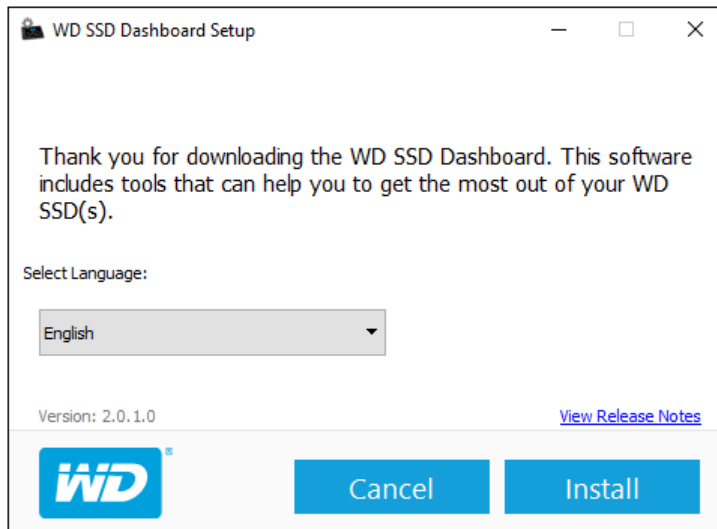 WD SSD Dashboard Setup
Thank you for downloading the WD SSD Dashboard. This software
includes tools that can help you to get the most out of your WD
SSD(s).
Select Language:
English
Version: 2.0.1.0
View Release Notes
WD®
Cancel
Install